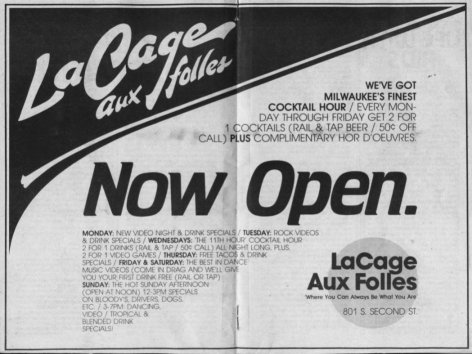 LaCage
aux folles
WE'VE GOT
MILWAUKEE'S FINEST
COCKTAIL HOUR / EVERY MON-
DAY THROUGH FRIDAY GET 2 FOR
1 COCKTAILS (RAIL & TAP BEER / 50¢ OFF
CALL) PLUS COMPLIMENTARY HOR D'OEUVRES.
Now Open.
MONDAY: NEW VIDEO NIGHT & DRINK SPECIALS / TUESDAY: ROCK VIDEOS
& DRINK SPECIALS / WEDNESDAYS: THE 11TH HOUR COCKTAIL HOUR
2 FOR 1 DRINKS (RAIL & TAP / 50¢ CALL) ALL NIGHT LONG, PLUS,
2 FOR 1 VIDEO GAMES / THURSDAY: FREE TACOS & DRINK
SPECIALS / FRIDAY & SATURDAY: THE BEST IN DANCE
MUSIC VIDEOS (COME IN DRAG AND WE'LL GIVE
YOU YOUR FIRST DRINK FREE (RAIL OR TAP)
SUNDAY: THE HOT SUNDAY AFTERNOON
(OPEN AT NOON) 12-3PM SPECIALS
ON BLOODY'S, DRIVERS, DOGS,
ETC. / 3-7PM: DANCING,
VIDEO / TROPICAL &
BLENDED DRINK
SPECIALS!
LaCage
Aux Folles
'Where You Can Always Be What You Are'
801 S. SECOND ST.